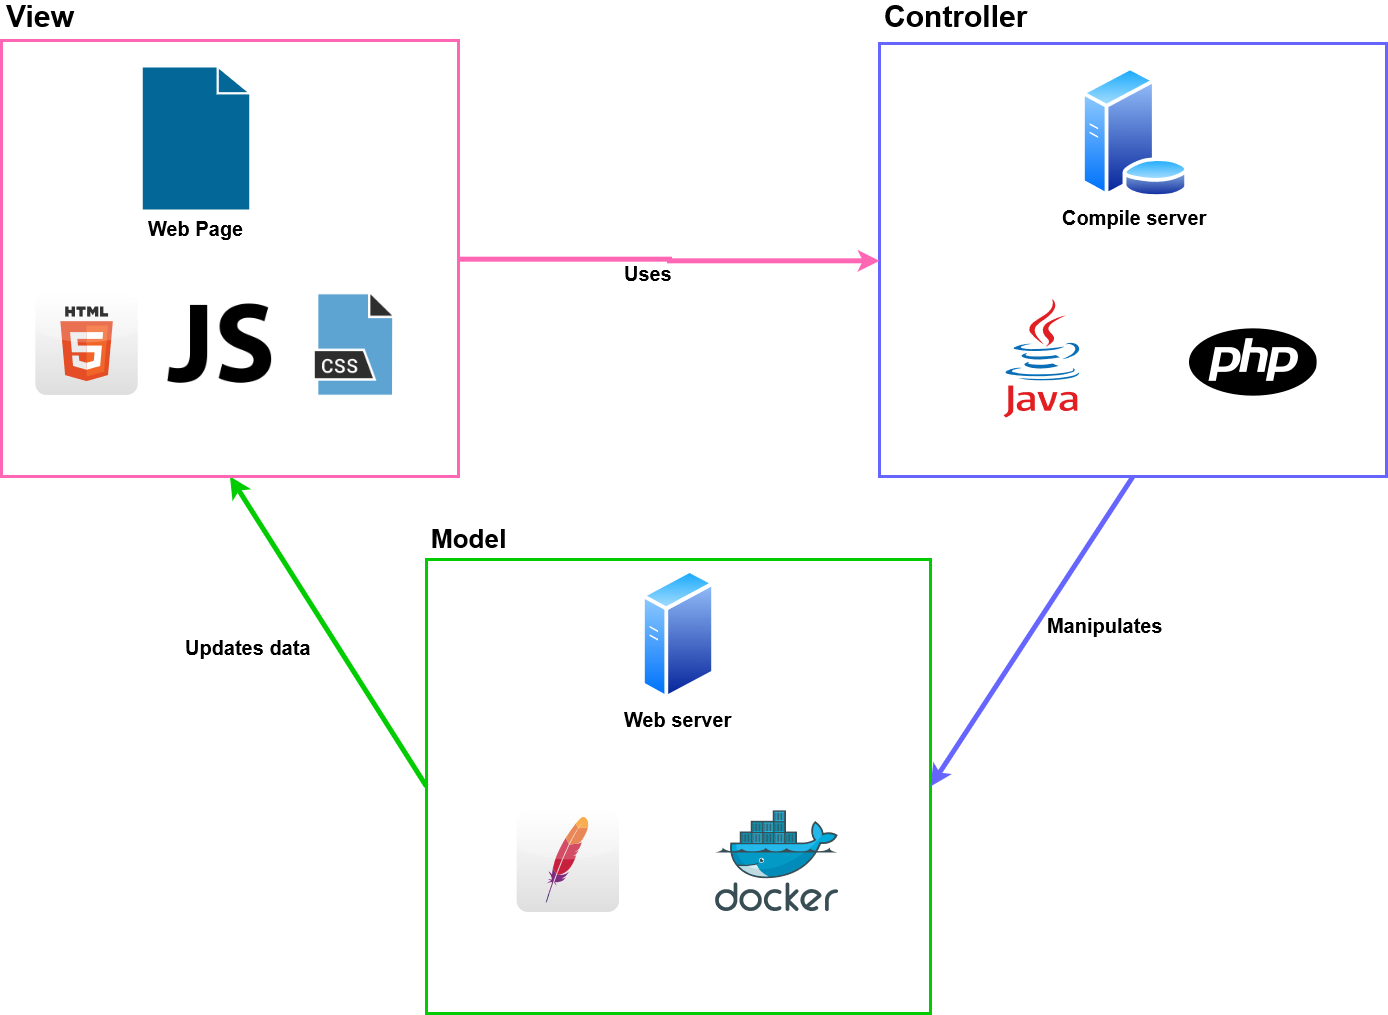 View
Controller
Web Page
Compile server
Uses
HTML
5
JS
CSS
Java
php
Model
Updates data
Manipulates
Web server
docker